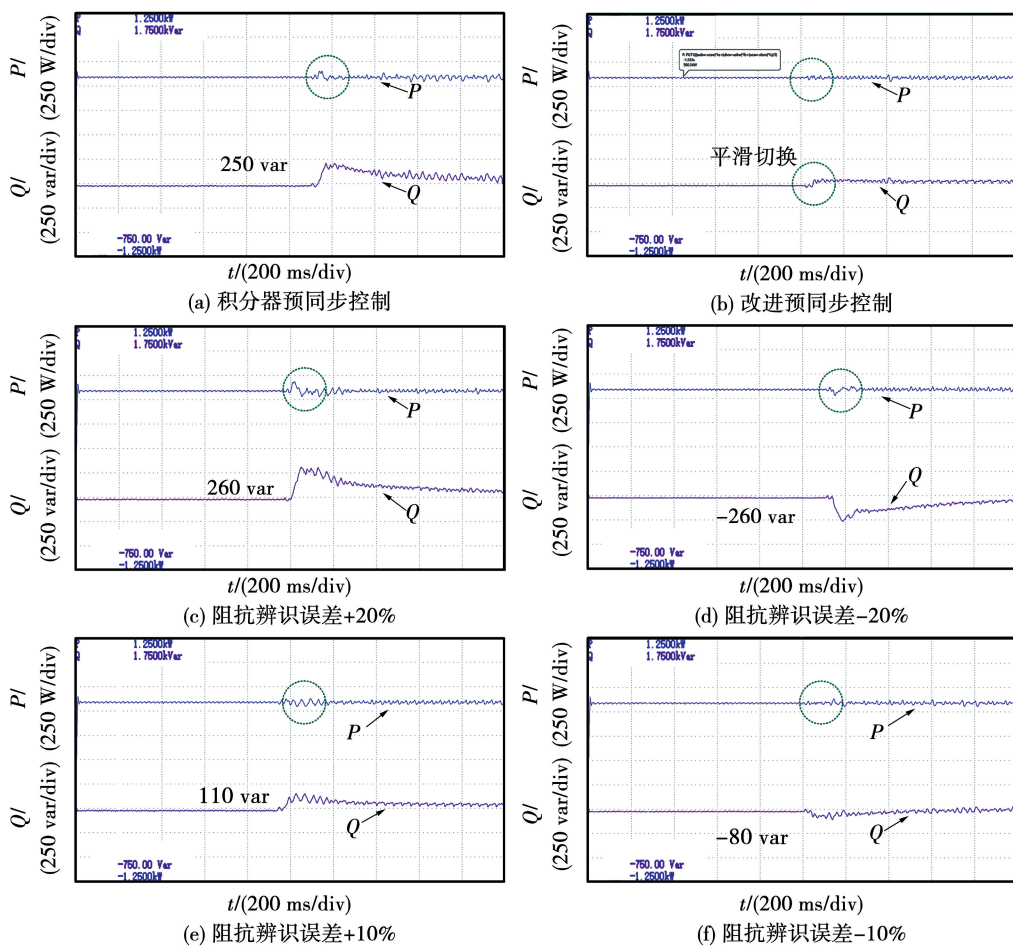 P 1.2500kW
Q 1.7500kVar
P/
(250 W/div)
Q/
(250 var/div)
P
250 var
Q
-750.00 Var
-1.2500kW
t/(200 ms/div)
(a) 积分器预同步控制
P 1.2500kW
Q 1.7500kVar
P/
(250 W/div)
Q/
(250 var/div)
P
平滑切换
Q
-750.00 Var
-1.2500kW
t/(200 ms/div)
(b) 改进预同步控制
P 1.2500kW
Q 1.7500kVar
P/
(250 W/div)
Q/
(250 var/div)
P
260 var
Q
-750.00 Var
-1.2500kW
t/(200 ms/div)
(c) 阻抗辨识误差+20%
P 1.2500kW
Q 1.7500kVar
P/
(250 W/div)
Q/
(250 var/div)
P
Q
−260 var
-750.00 Var
-1.2500kW
t/(200 ms/div)
(d) 阻抗辨识误差−20%
P 1.2500kW
Q 1.7500kVar
P/
(250 W/div)
Q/
(250 var/div)
P
110 var
Q
-750.00 Var
-1.2500kW
t/(200 ms/div)
(e) 阻抗辨识误差+10%
P 1.2500kW
Q 1.7500kVar
P/
(250 W/div)
Q/
(250 var/div)
P
−80 var
Q
-750.00 Var
-1.2500kW
t/(200 ms/div)
(f) 阻抗辨识误差−10%